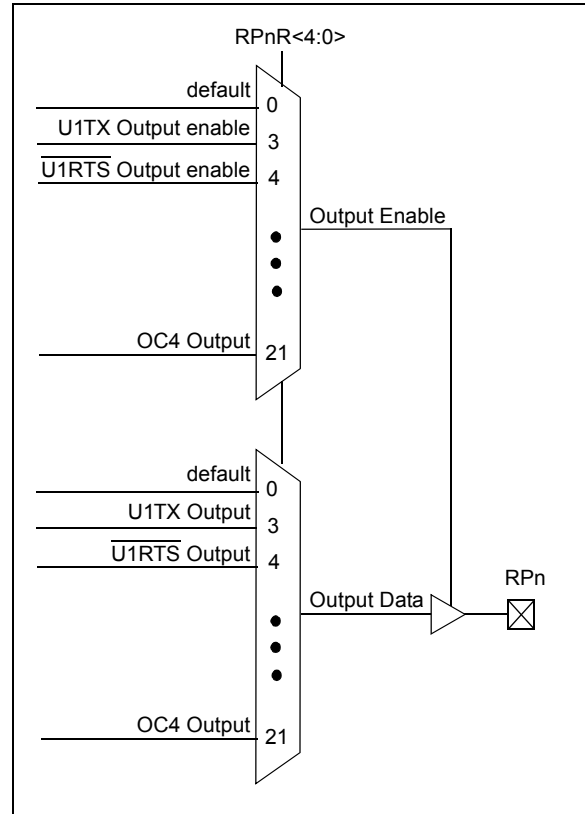 RPnR<4:0>
default
0
U1TX Output enable
3
U1RTS Output enable
4
Output Enable
OC4 Output
21
default
0
U1TX Output
3
U1RTS Output
4
RPn
Output Data
OC4 Output
21